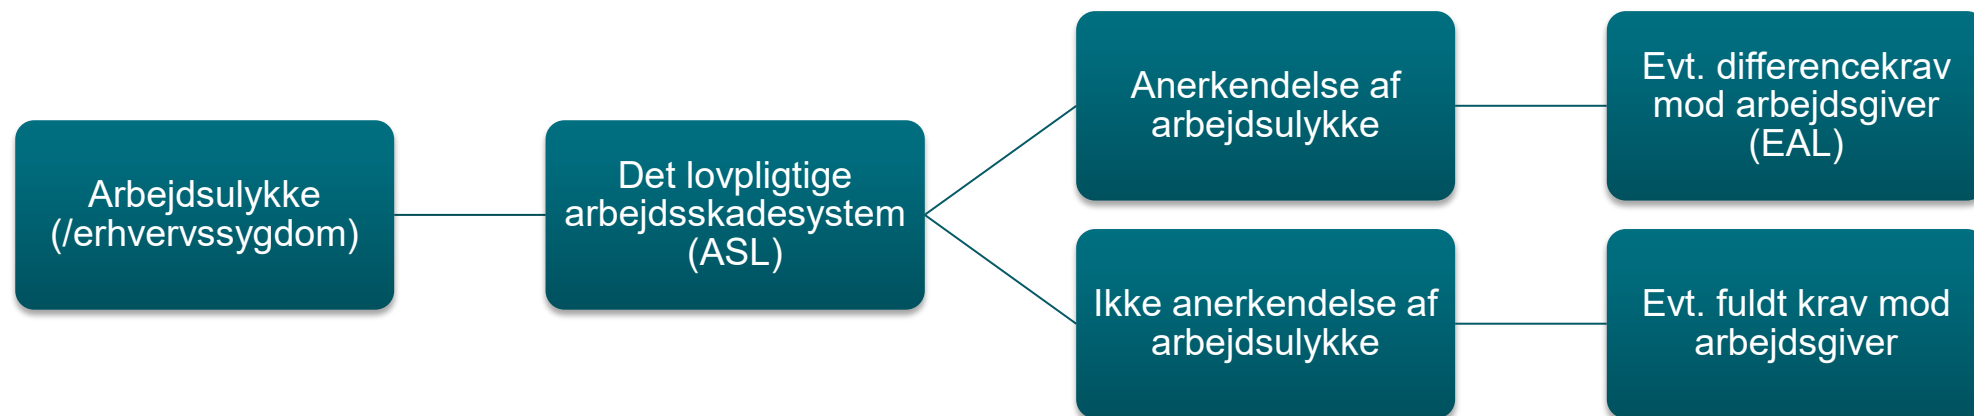 Arbejdsulykke
(/erhvervssygdom)
Det lovpligtige
arbejdsskadesystem
(ASL)
Anerkendelse af
arbejdsulykke
Evt. differencekrav
mod arbejdsgiver
(EAL)
Ikke anerkendelse af
arbejdsulykke
Evt. fuldt krav mod
arbejdsgiver